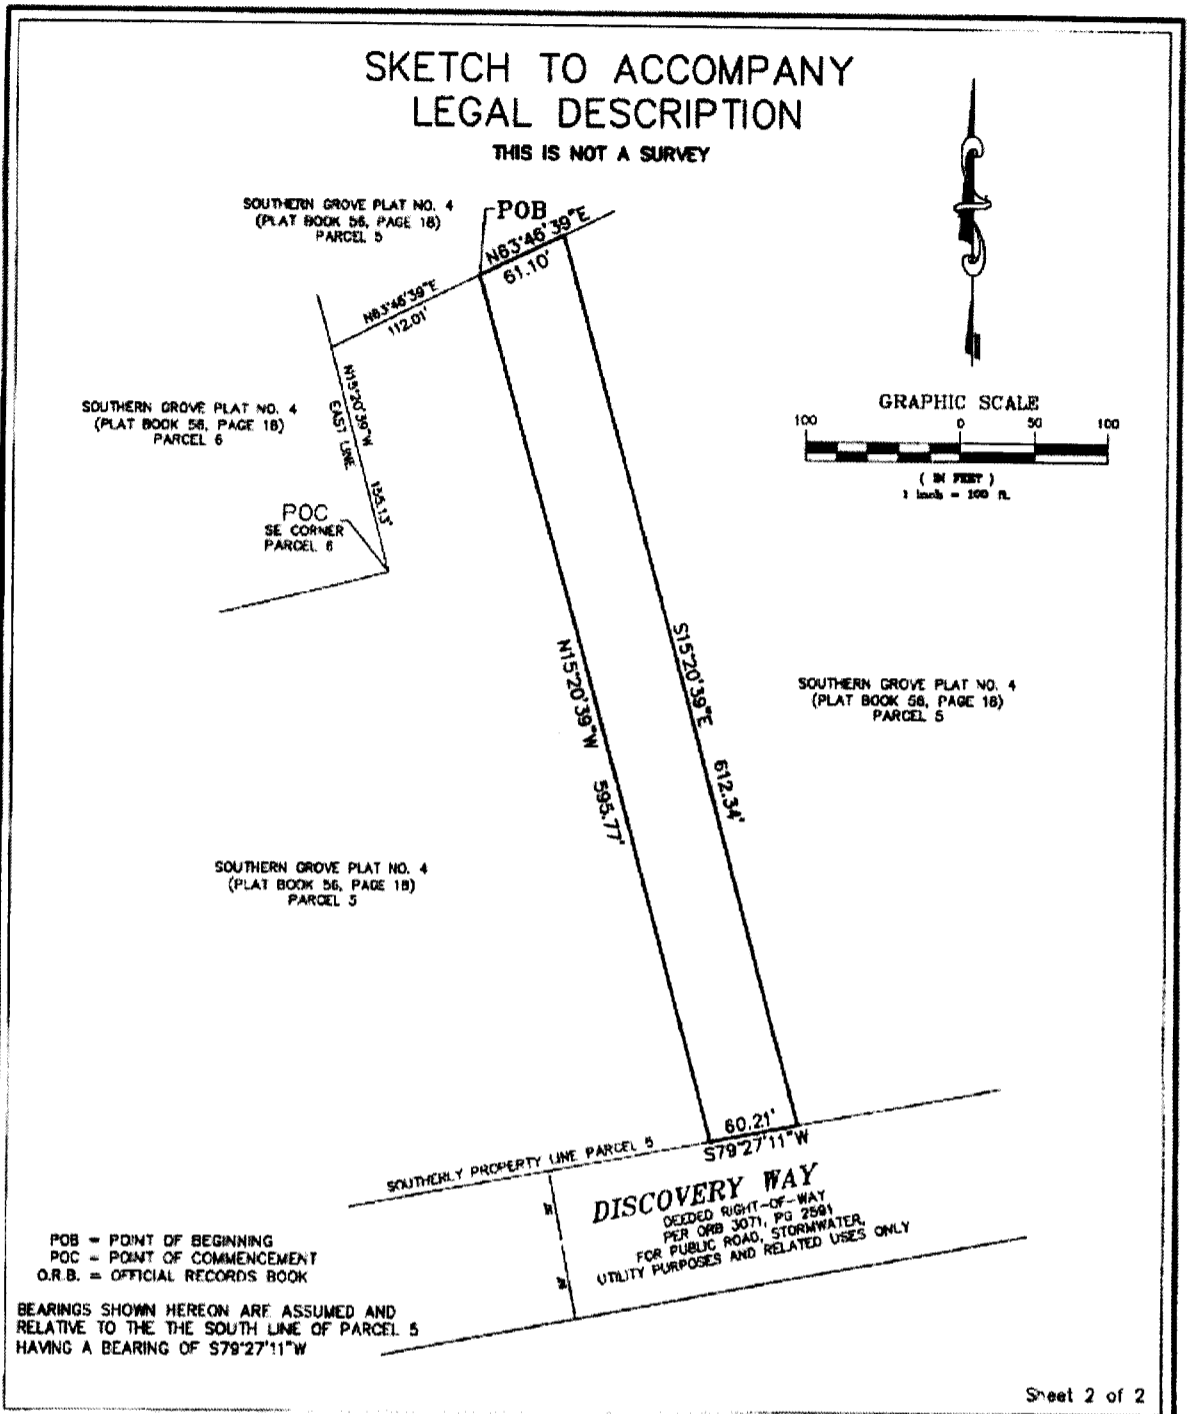 SKETCH TO ACCOMPANY
LEGAL DESCRIPTION
THIS IS NOT A SURVEY
SOUTHERN GROVE PLAT NO. 4
(PLAT BOOK 56, PAGE 18)
PARCEL 5
POB
N63°46'39"E
61.10'
N63°46'39"E
112.01'
N15°20'39"W
EAST LINE
155.13'
SOUTHERN GROVE PLAT NO. 4
(PLAT BOOK 56, PAGE 18)
PARCEL 6
POC
SE CORNER
PARCEL 6
GRAPHIC SCALE
100 0 50 100
( IN FEET )
1 inch = 100 ft.
N15°20'39"W 595.77'
S15°20'39"E 612.34'
SOUTHERN GROVE PLAT NO. 4
(PLAT BOOK 56, PAGE 18)
PARCEL 5
SOUTHERN GROVE PLAT NO. 4
(PLAT BOOK 56, PAGE 18)
PARCEL 5
60.21'
S79°27'11"W
SOUTHERLY PROPERTY LINE PARCEL 5
DISCOVERY WAY
DEEDED RIGHT-OF-WAY
PER ORB 3071, PG 2591
FOR PUBLIC ROAD, STORMWATER,
UTILITY PURPOSES AND RELATED USES ONLY
POB = POINT OF BEGINNING
POC = POINT OF COMMENCEMENT
O.R.B. = OFFICIAL RECORDS BOOK
BEARINGS SHOWN HEREON ARE ASSUMED AND
RELATIVE TO THE THE SOUTH LINE OF PARCEL 5
HAVING A BEARING OF S79°27'11"W
Sheet 2 of 2